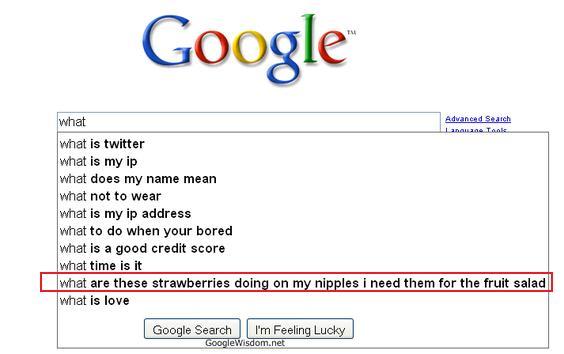 Google™
what
Advanced Search
Language Tools
what is twitter
what is my ip
what does my name mean
what not to wear
what is my ip address
what to do when your bored
what is a good credit score
what time is it
what are these strawberries doing on my nipples i need them for the fruit salad
what is love
Google Search I'm Feeling Lucky
GoogleWisdom.net